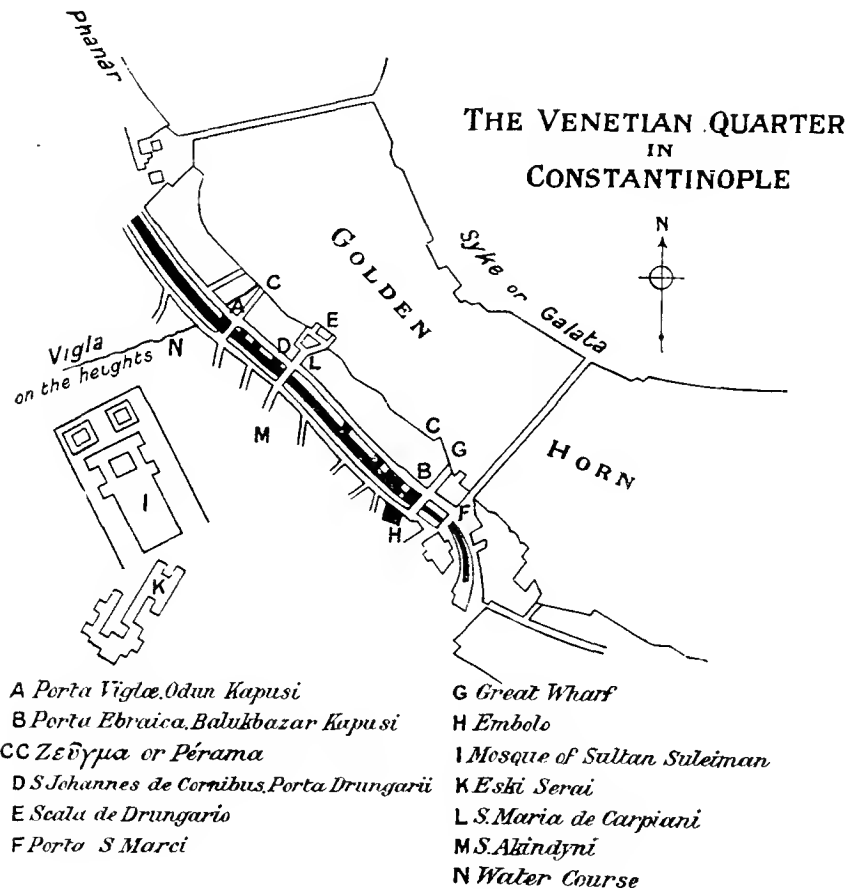 Phanar
THE VENETIAN QUARTER
IN
CONSTANTINOPLE
N
GOLDEN
Syke or Galata
C
A
E
D
L
N
Vigla
on the heights
M
C
G
B
HORN
F
H
I
K
A Porta Viglæ, Odun Kapusi
B Porta Ebraica, Balukbazar Kapusi
CC Ζεῦγμα or Pérama
D S Johannes de Cornibus, Porta Drungarii
E Scala de Drungario
F Porta S Marci
G Great Wharf
H Embolo
I Mosque of Sultan Suleiman
K Eski Serai
L S. Maria de Carpiani
M S. Akindyni
N Water Course